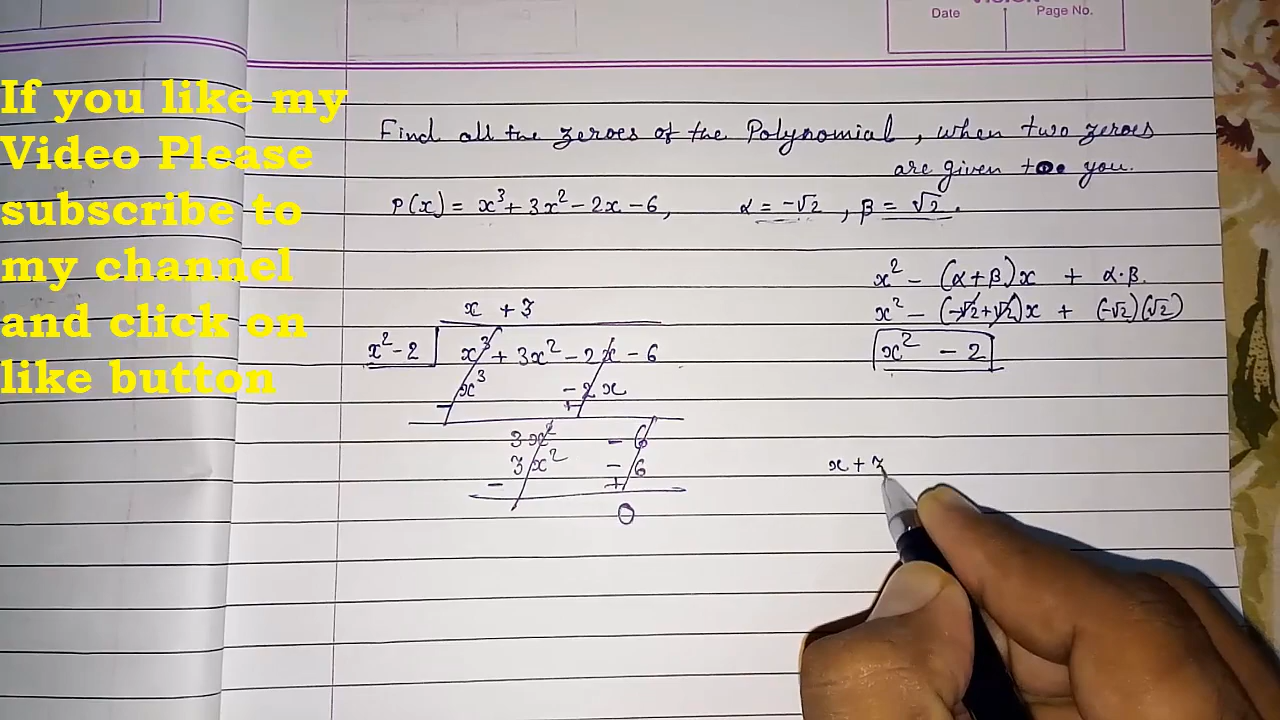 Date Page No.
If you like my
Video Please
subscribe to
my channel
and click on
like button
Find all the zeroes of the Polynomial, when two zeroes
are given to you.
P(x) = x³ + 3x² - 2x - 6, α = -√2, β = √2.
x² - (α+β)x + α·β.
x² - (-√2+√2)x + (-√2)(√2)
x² - 2
x + 3
x² - 2 x³ + 3x² - 2x - 6
x³ - 2x
- +
3x² - 6
3x² - 6
- +
0
x + 3